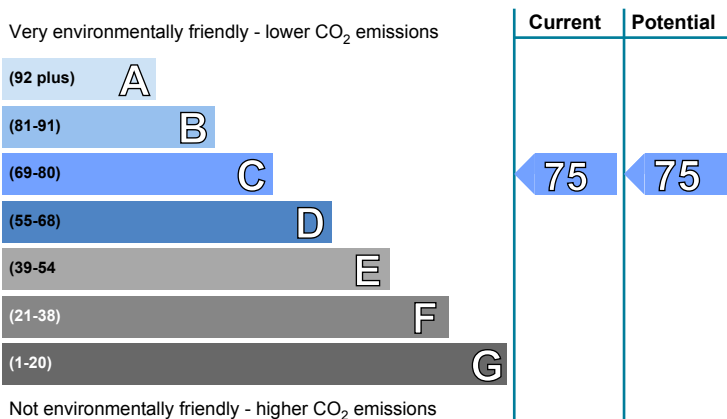 Very environmentally friendly - lower CO2 emissions
Current Potential
(92 plus) A
(81-91) B
(69-80) C 75 75
(55-68) D
(39-54 E
(21-38) F
(1-20) G
Not environmentally friendly - higher CO2 emissions